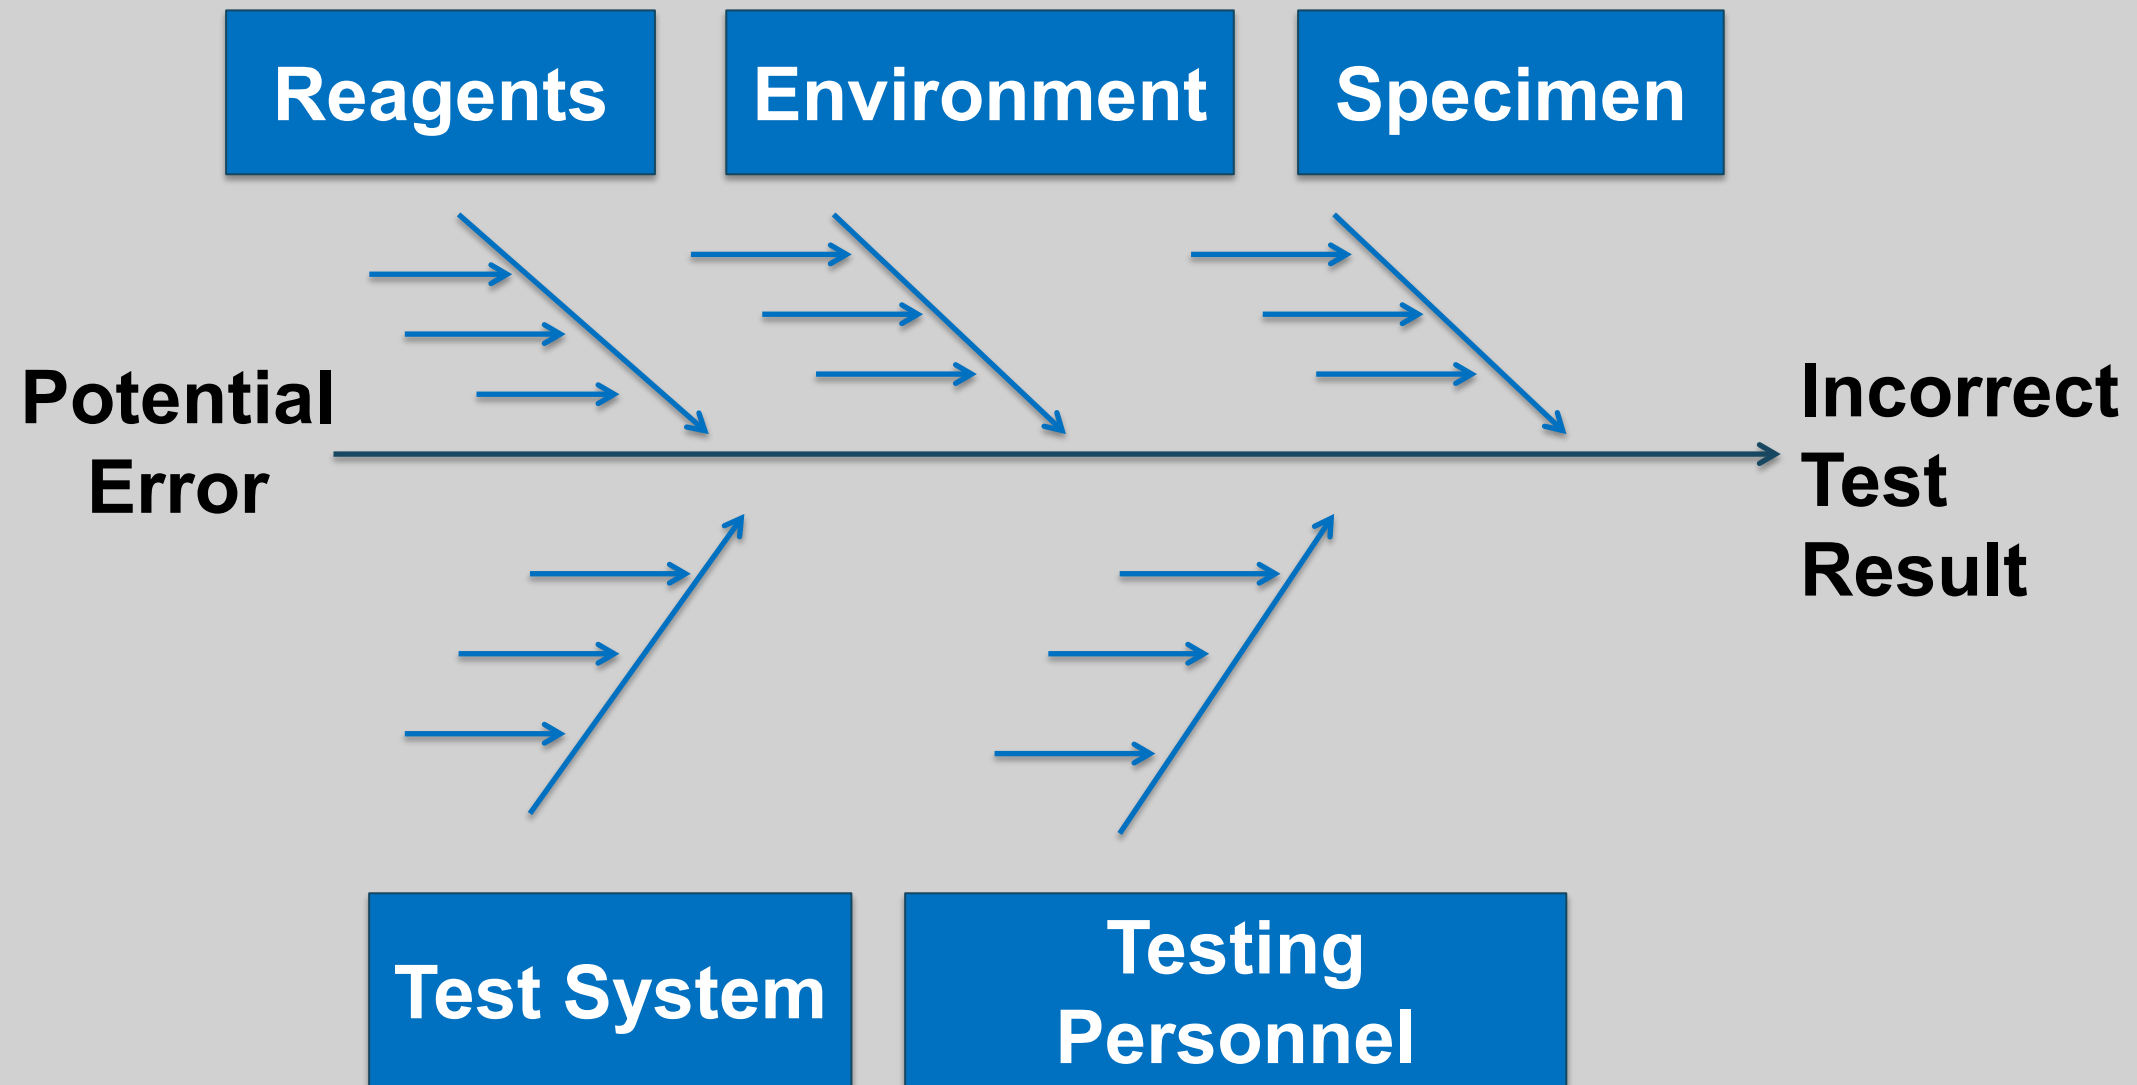 Reagents
Environment
Specimen
Potential
Error
Incorrect
Test
Result
Test System
Testing
Personnel